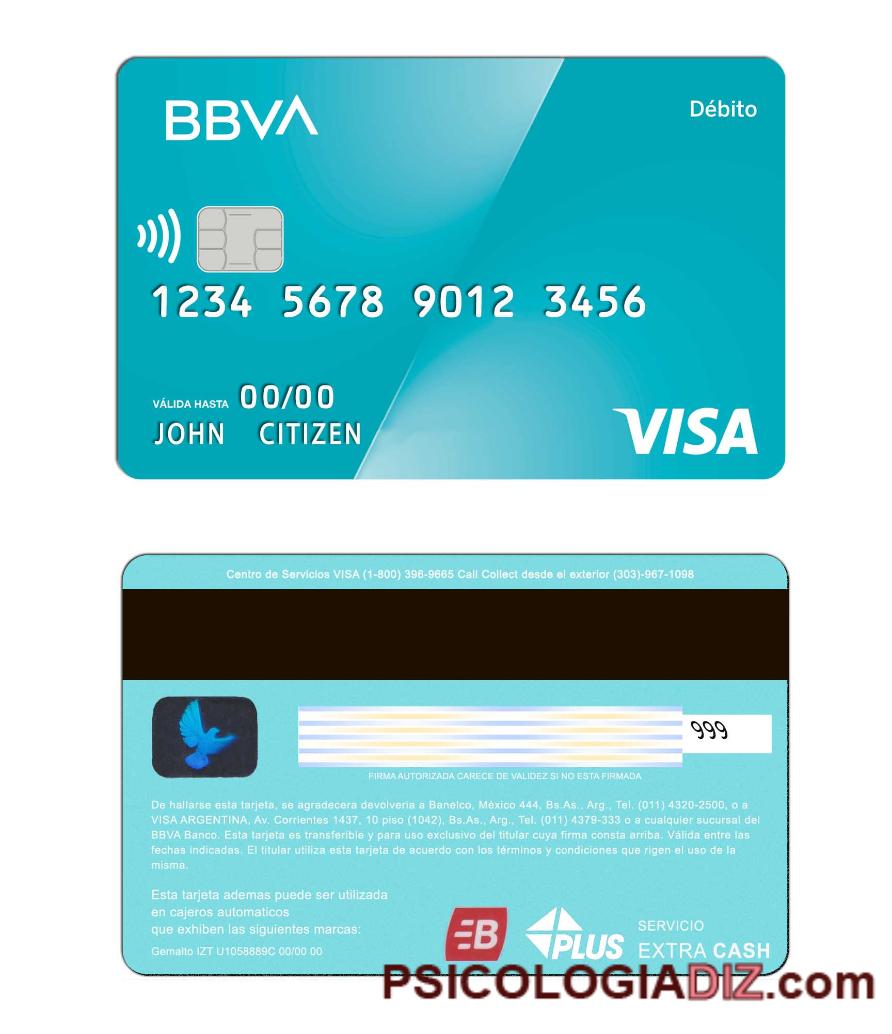 BBVA
Débito
1234 5678 9012 3456
VÁLIDA HASTA 00/00
JOHN CITIZEN
VISA
Centro de Servicios VISA (1-800) 396-9665 Call Collect desde el exterior (303)-967-1098
999
FIRMA AUTORIZADA CARECE DE VALIDEZ SI NO ESTA FIRMADA
De hallarse esta tarjeta, se agradecera devolveria a Banelco, México 444, Bs.As., Arg., Tel. (011) 4320-2500, o a
VISA ARGENTINA, Av. Corrientes 1437, 10 piso (1042), Bs.As., Arg., Tel. (011) 4379-333 o a cualquier sucursal del
BBVA Banco. Esta tarjeta es transferible y para uso exclusivo del titular cuya firma consta arriba. Válida entre las
fechas indicadas. El titular utiliza esta tarjeta de acuerdo con los términos y condiciones que rigen el uso de la
misma.
Esta tarjeta ademas puede ser utilizada
en cajeros automaticos
que exhiben las siguientes marcas:
Gemalto IZT U1058889C 00/00 00
B
PLUS
SERVICIO
EXTRA CASH
PSICOLOGIADIZ.com